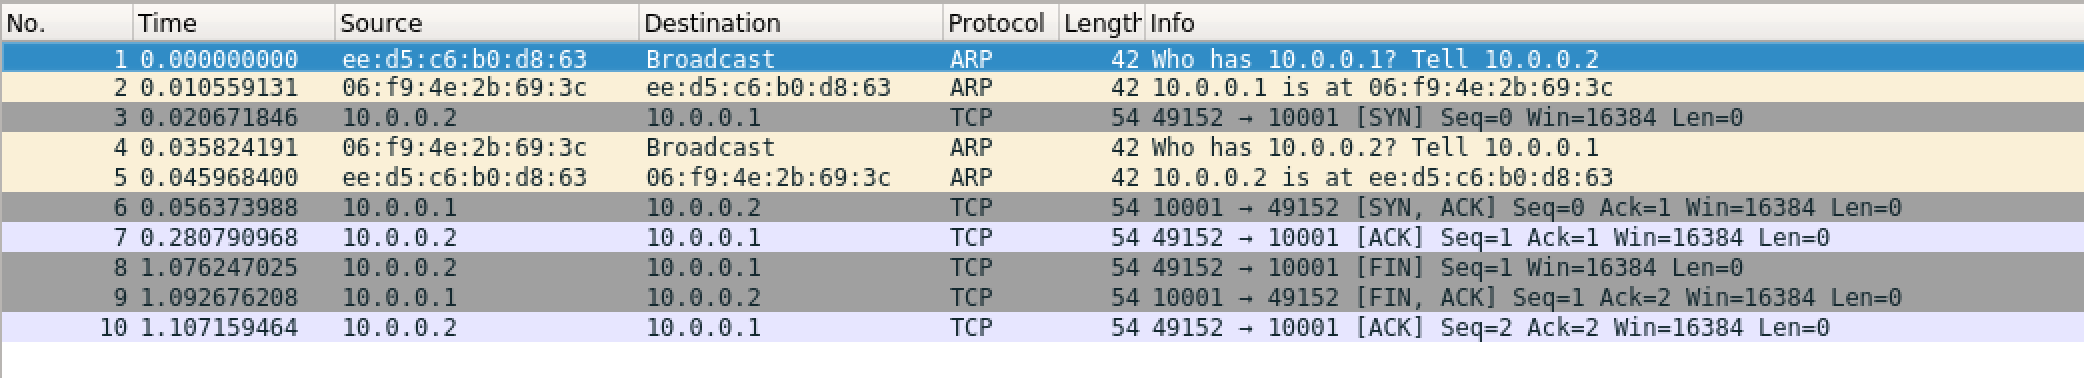 No. Time Source Destination Protocol Length Info
1 0.000000000 ee:d5:c6:b0:d8:63 Broadcast ARP 42 Who has 10.0.0.1? Tell 10.0.0.2
2 0.010559131 06:f9:4e:2b:69:3c ee:d5:c6:b0:d8:63 ARP 42 10.0.0.1 is at 06:f9:4e:2b:69:3c
3 0.020671846 10.0.0.2 10.0.0.1 TCP 54 49152 → 10001 [SYN] Seq=0 Win=16384 Len=0
4 0.035824191 06:f9:4e:2b:69:3c Broadcast ARP 42 Who has 10.0.0.2? Tell 10.0.0.1
5 0.045968400 ee:d5:c6:b0:d8:63 06:f9:4e:2b:69:3c ARP 42 10.0.0.2 is at ee:d5:c6:b0:d8:63
6 0.056373988 10.0.0.1 10.0.0.2 TCP 54 10001 → 49152 [SYN, ACK] Seq=0 Ack=1 Win=16384 Len=0
7 0.280790968 10.0.0.2 10.0.0.1 TCP 54 49152 → 10001 [ACK] Seq=1 Ack=1 Win=16384 Len=0
8 1.076247025 10.0.0.2 10.0.0.1 TCP 54 49152 → 10001 [FIN] Seq=1 Win=16384 Len=0
9 1.092676208 10.0.0.1 10.0.0.2 TCP 54 10001 → 49152 [FIN, ACK] Seq=1 Ack=2 Win=16384 Len=0
10 1.107159464 10.0.0.2 10.0.0.1 TCP 54 49152 → 10001 [ACK] Seq=2 Ack=2 Win=16384 Len=0